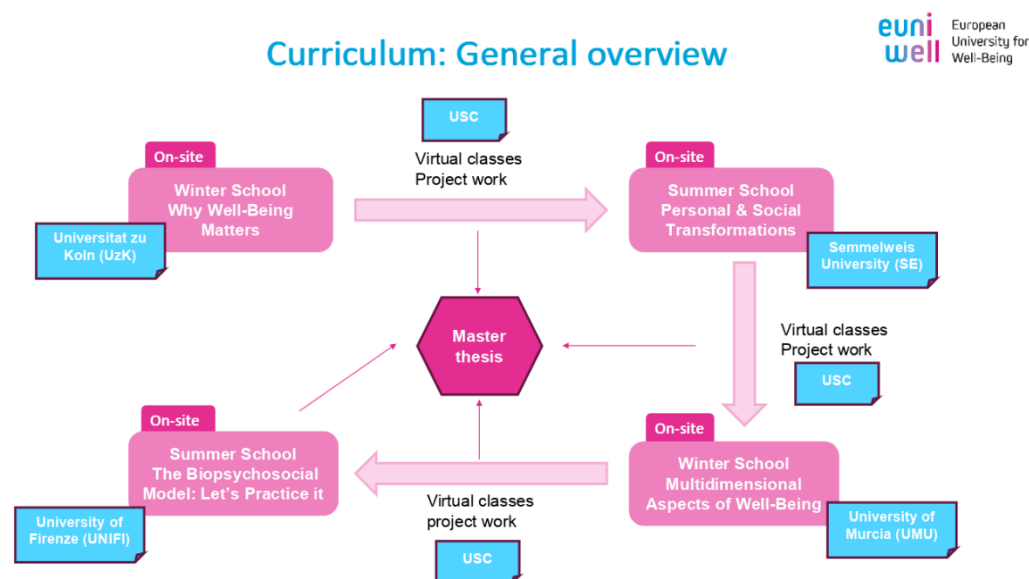 Curriculum: General overview
euni
well
European
University for
Well-Being
USC
Virtual classes
Project work
On-site
Winter School
Why Well-Being
Matters
Universitat zu
Koln (UzK)
On-site
Summer School
Personal & Social
Transformations
Semmelweis
University (SE)
Master
thesis
Virtual classes
Project work
USC
On-site
Summer School
The Biopsychosocial
Model: Let's Practice it
University of
Firenze (UNIFI)
Virtual classes
project work
USC
On-site
Winter School
Multidimensional
Aspects of Well-Being
University of
Murcia (UMU)